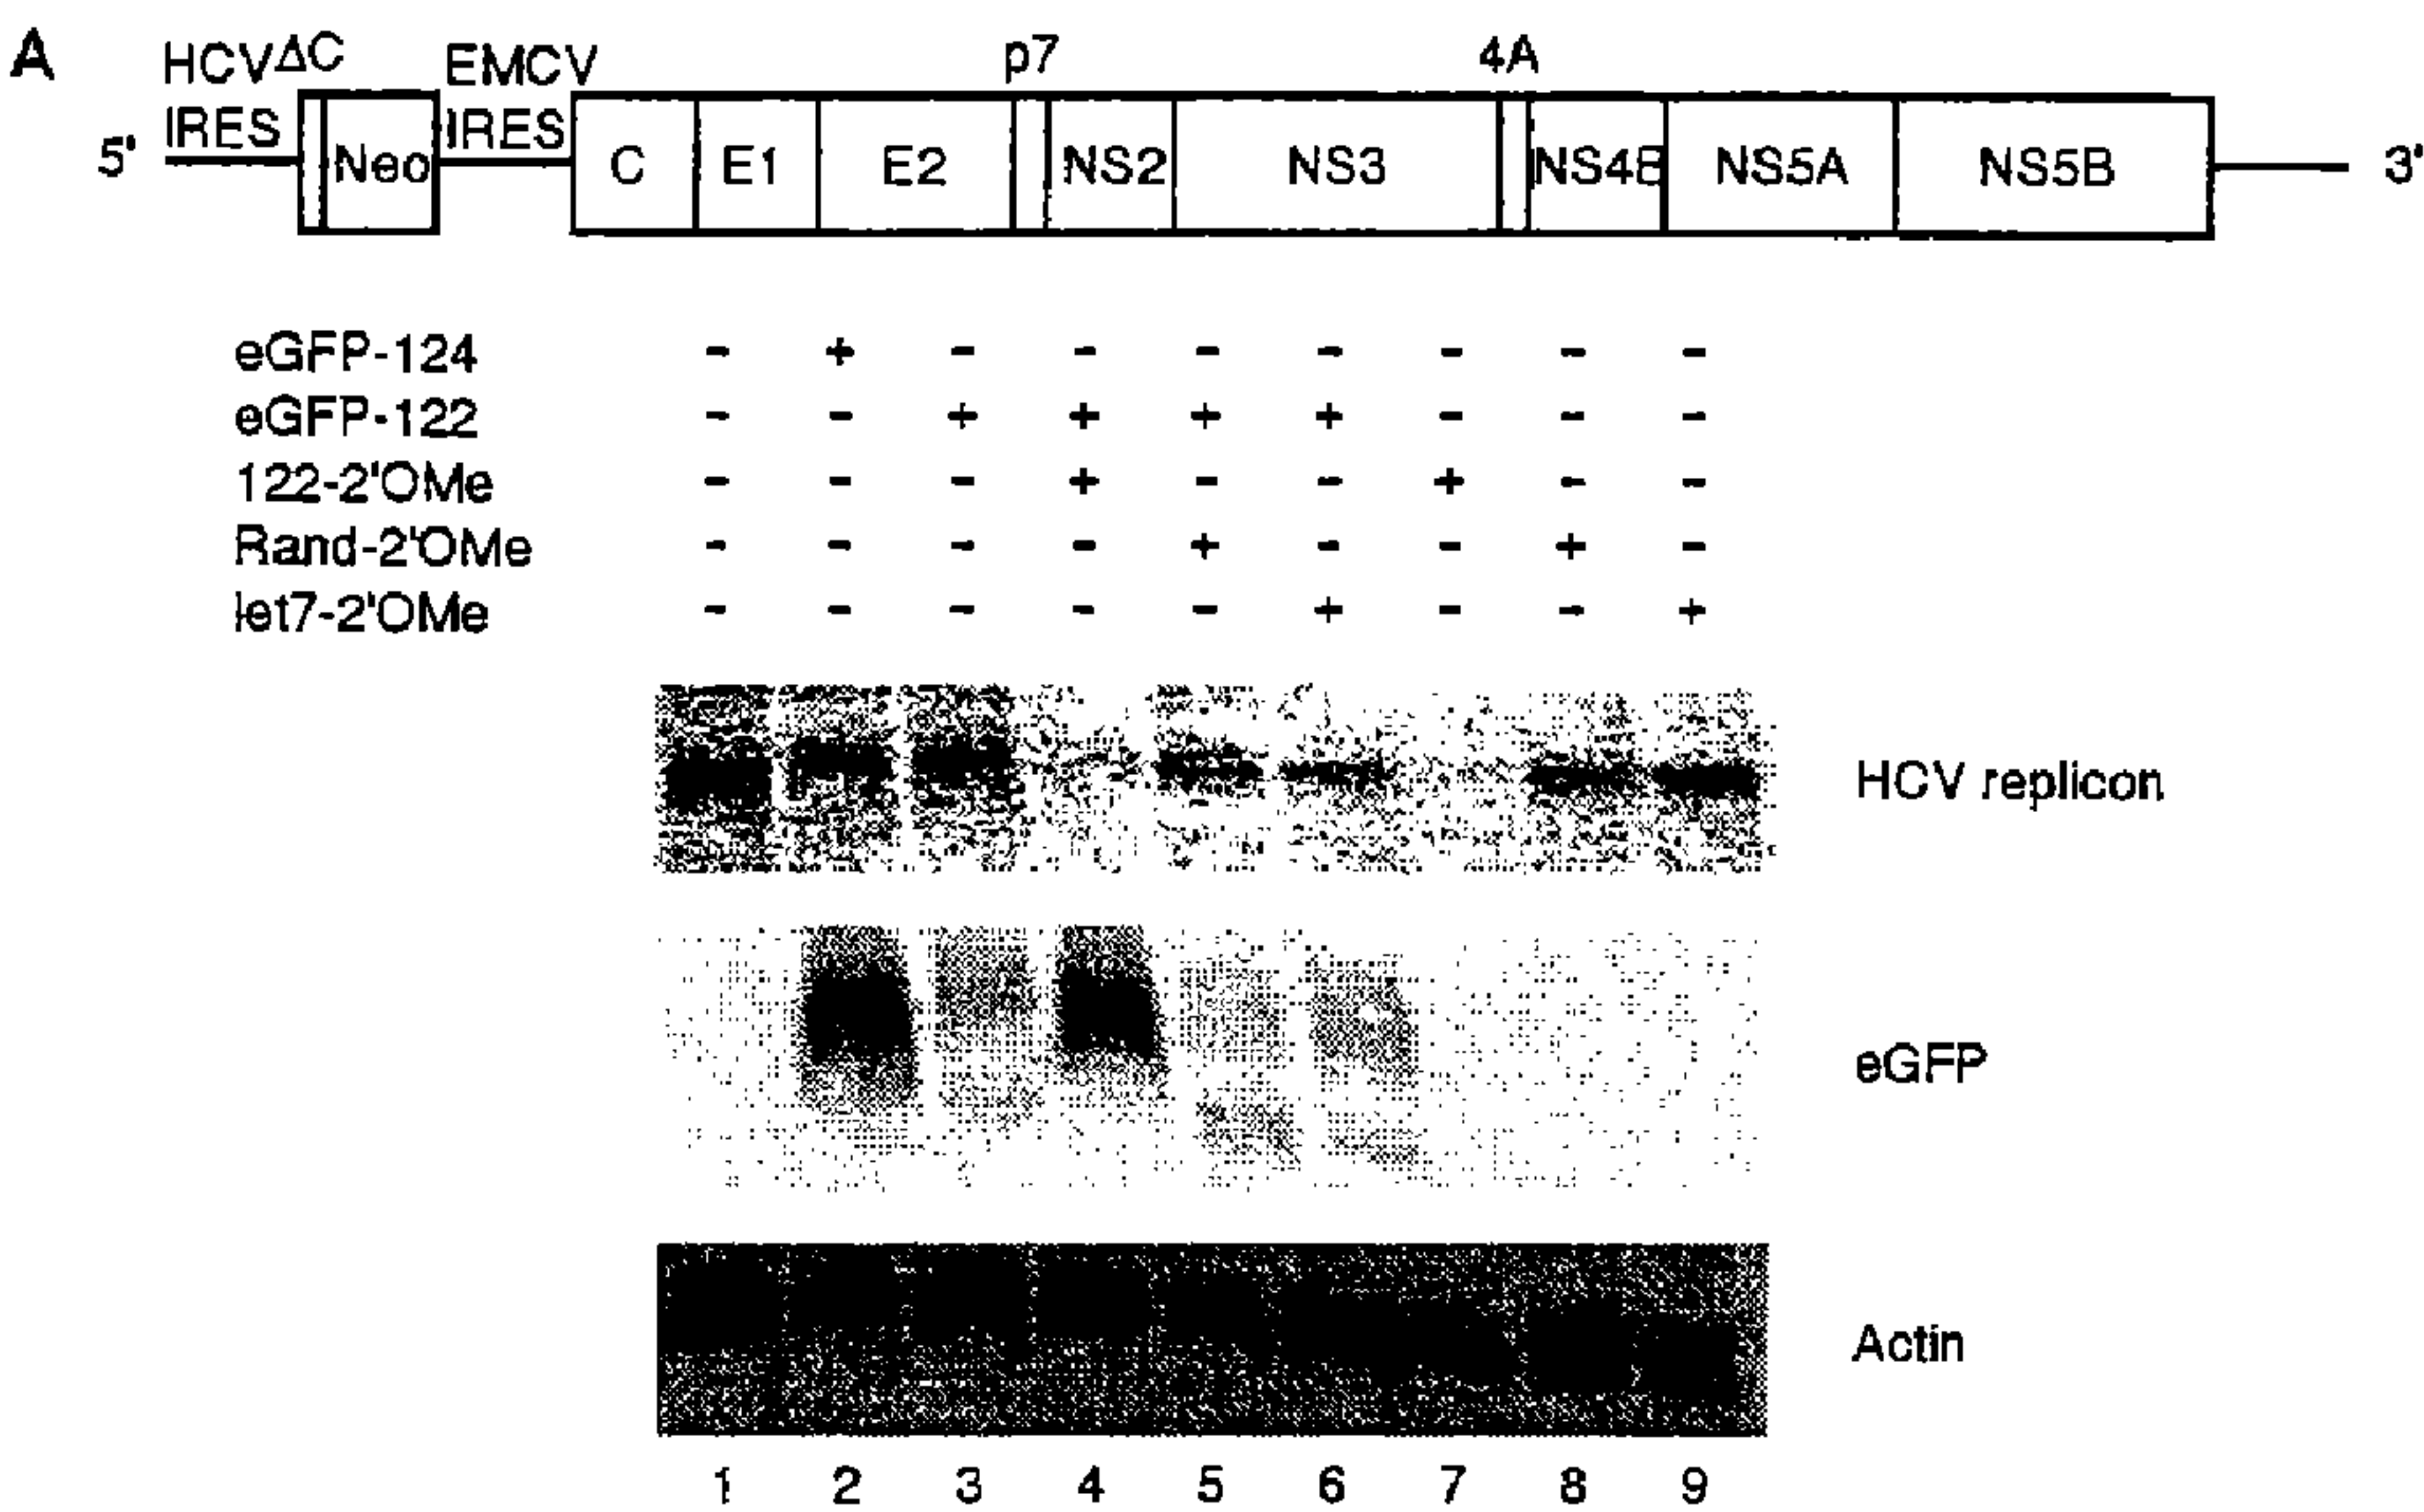 A
HCV ΔC EMCV p7 4A
5' IRES Neo IRES C E1 E2 NS2 NS3 NS4B NS5A NS5B 3'
eGFP-124 - + - - - - - - -
eGFP-122 - - + + + + - - -
122-2'OMe - - - + - - + - -
Rand-2'OMe - - - - + - - + -
let7-2'OMe - - - - - + - - +
HCV replicon
eGFP
Actin
1 2 3 4 5 6 7 8 9